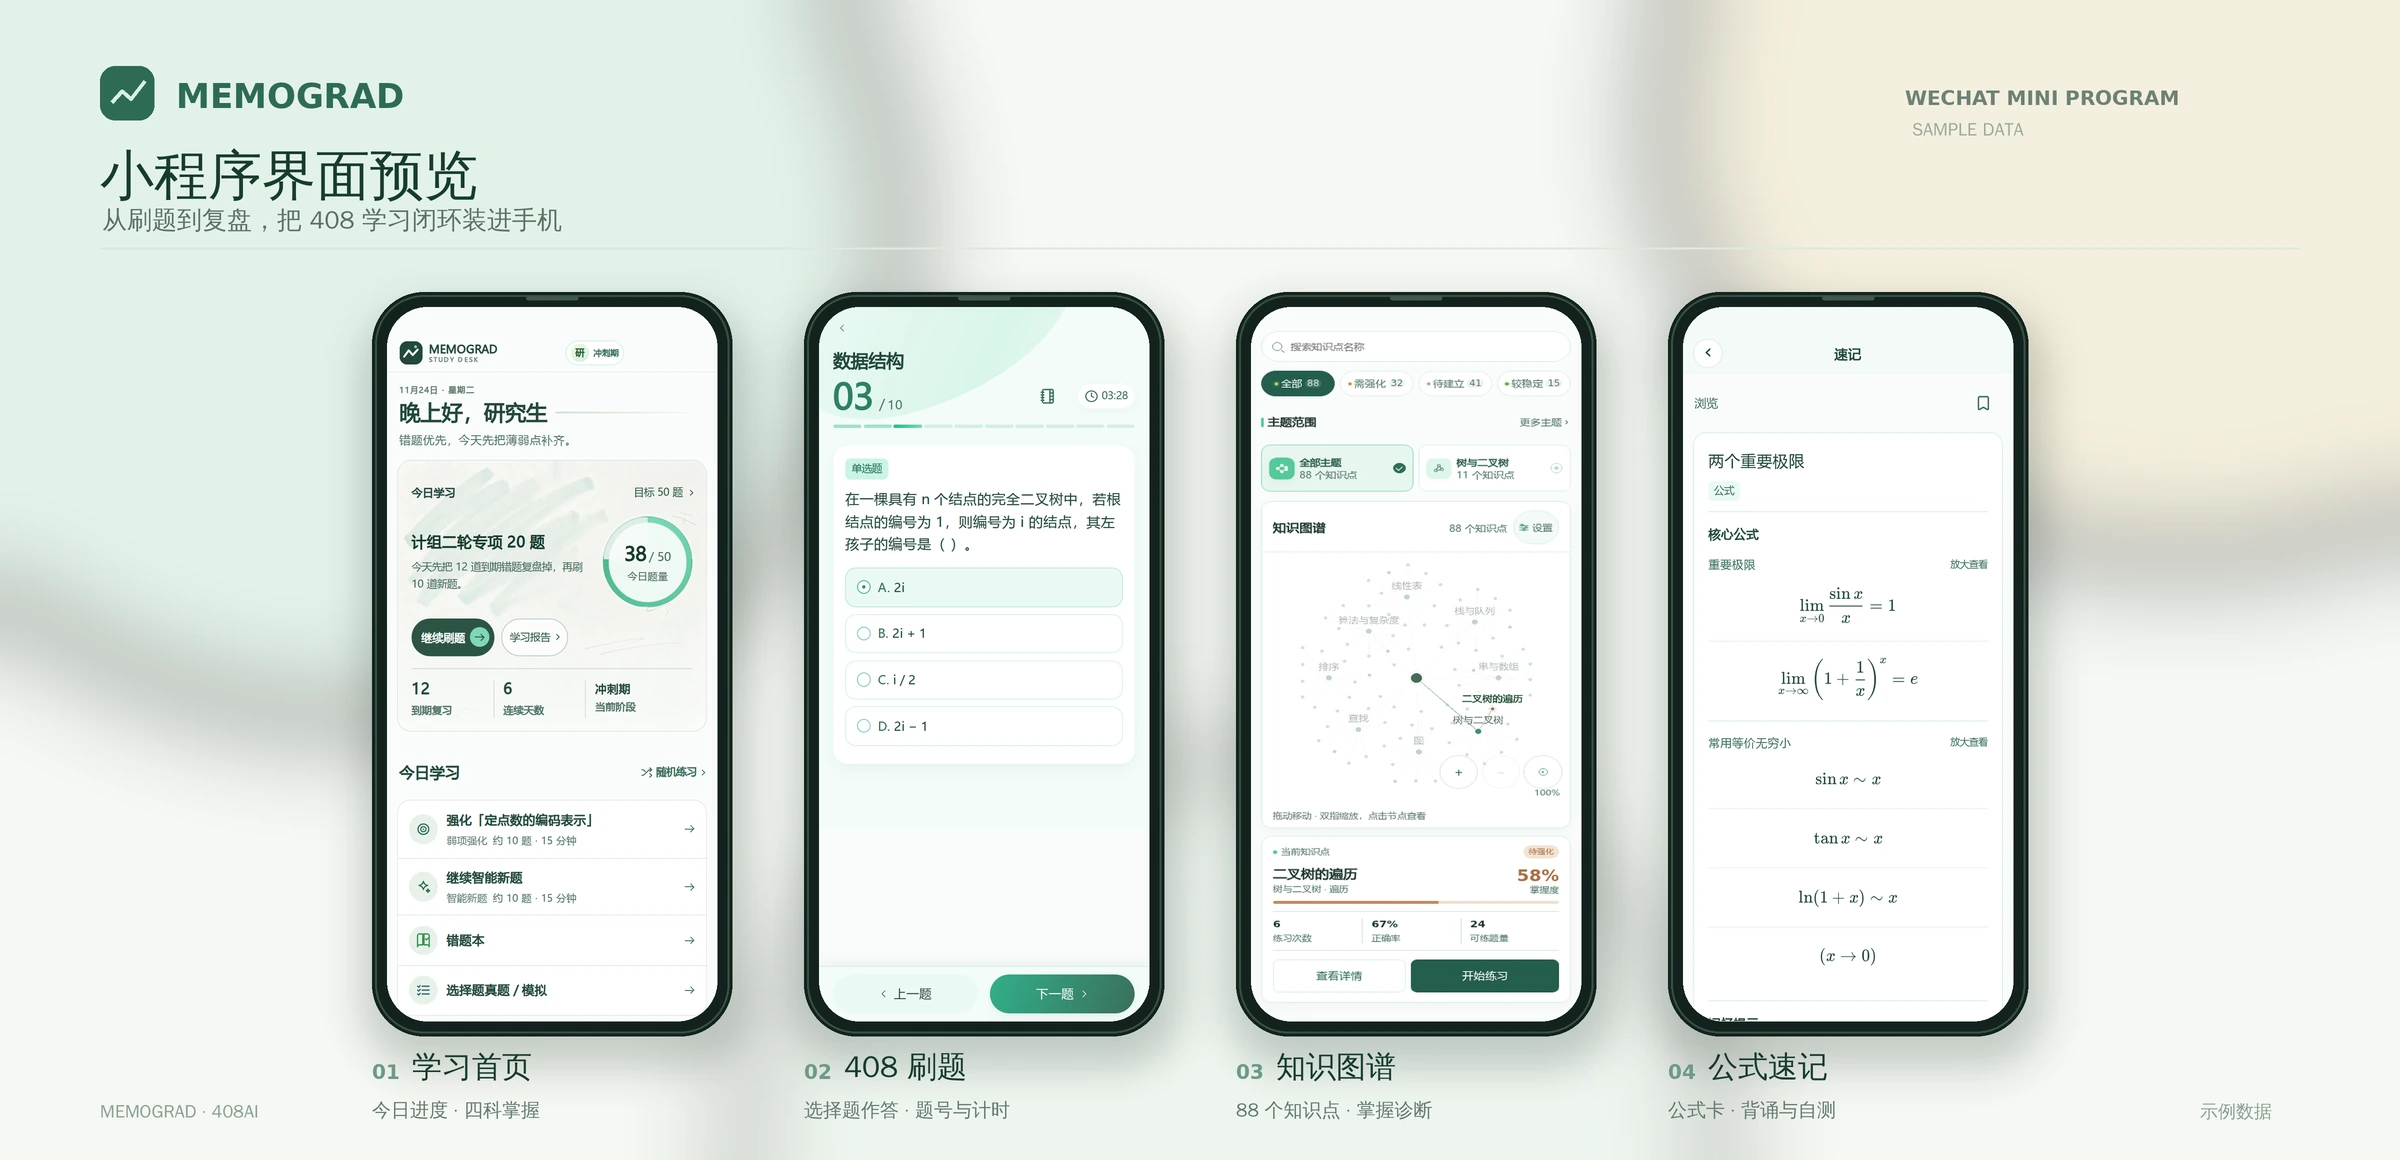 MEMOGRAD
小程序界面预览
从刷题到复盘，把 408 学习闭环装进手机
WECHAT MINI PROGRAM
SAMPLE DATA
MEMOGRAD
STUDY DESK
研 冲刺期
11月24日 · 星期二
晚上好，研究生
错题优先，今天先把薄弱点补齐。
今日学习
目标 50 题 ›
计组二轮专项 20 题
今天先把 12 道到期错题复盘掉，再刷
10 道新题。
38 / 50
今日题量
继续刷题 →
学习报告 ›
12
到期复习
6
连续天数
冲刺期
当前阶段
今日学习
随机练习 ›
强化「定点数的编码表示」
弱项强化 约 10 题 · 15 分钟
继续智能新题
智能新题 约 10 题 · 15 分钟
错题本
选择题真题 / 模拟
01 学习首页
今日进度 · 四科掌握
‹
数据结构
03 / 10
03:28
单选题
在一棵具有 n 个结点的完全二叉树中，若根
结点的编号为 1，则编号为 i 的结点，其左
孩子的编号是（ ）。
A. 2i
B. 2i + 1
C. i / 2
D. 2i − 1
‹ 上一题
下一题 ›
02 408 刷题
选择题作答 · 题号与计时
搜索知识点名称
全部 88
需强化 32
待建立 41
较稳定 15
主题范围
更多主题 ›
全部主题
88 个知识点
树与二叉树
11 个知识点
知识图谱
88 个知识点
设置
线性表
栈与队列
算法与复杂度
排序
串与数组
二叉树的遍历
查找
树与二叉树
图
+
−
100%
拖动移动 · 双指缩放，点击节点查看
当前知识点
待强化
二叉树的遍历
58%
树与二叉树 · 遍历
掌握度
6
练习次数
67%
正确率
24
可练题量
查看详情
开始练习
03 知识图谱
88 个知识点 · 掌握诊断
‹
速记
浏览
两个重要极限
公式
核心公式
重要极限
放大查看
lim x→0 sin x / x = 1
lim x→∞ (1 + 1/x)^x = e
常用等价无穷小
放大查看
sin x ∼ x
tan x ∼ x
ln(1 + x) ∼ x
(x → 0)
04 公式速记
公式卡 · 背诵与自测
MEMOGRAD · 408AI
示例数据